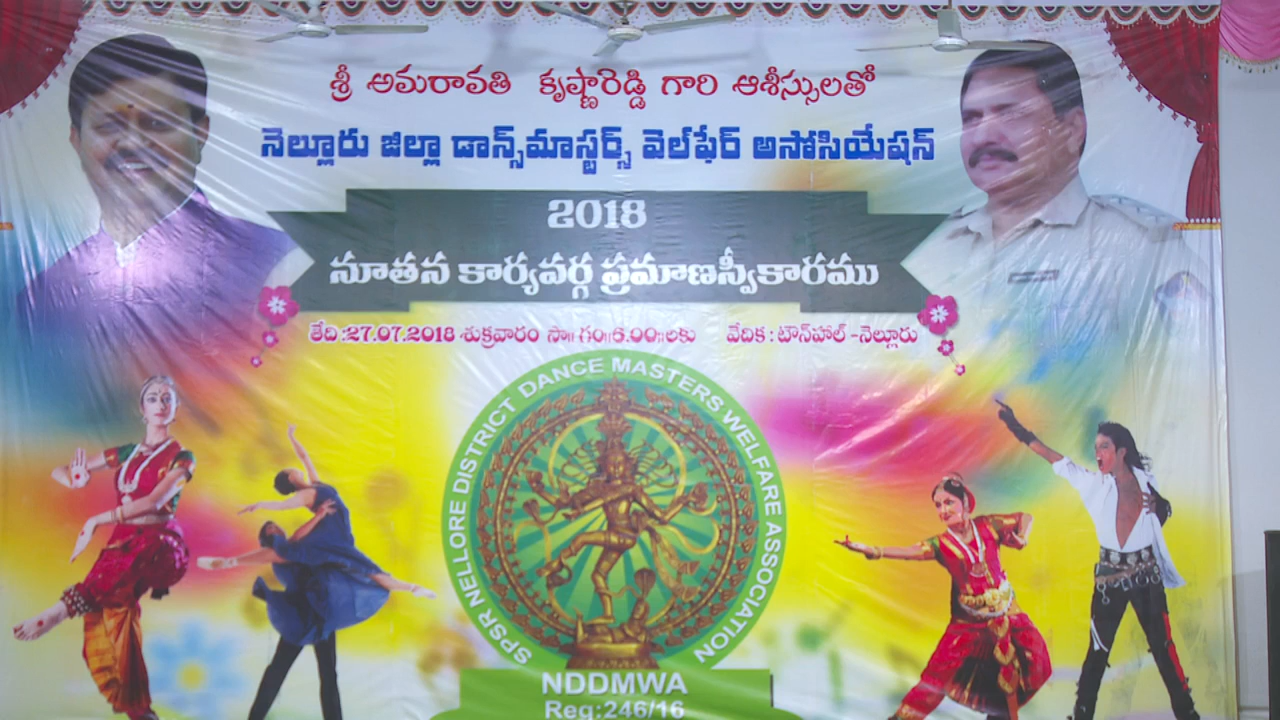 శ్రీ అమరావతి కృష్ణారెడ్డి గారి ఆశీస్సులతో
నెల్లూరు జిల్లా డాన్స్‌మాస్టర్స్ వెల్‌ఫేర్ అసోసియేషన్
2018
నూతన కార్యవర్గ ప్రమాణస్వీకారము
తేది :27.07.2018 శుక్రవారం సా॥ గం॥6.00॥లకు వేదిక : టౌన్‌హాల్ -నెల్లూరు
SPSR NELLORE DISTRICT DANCE MASTERS WELFARE ASSOCIATION
NDDMWA
Reg:246/16